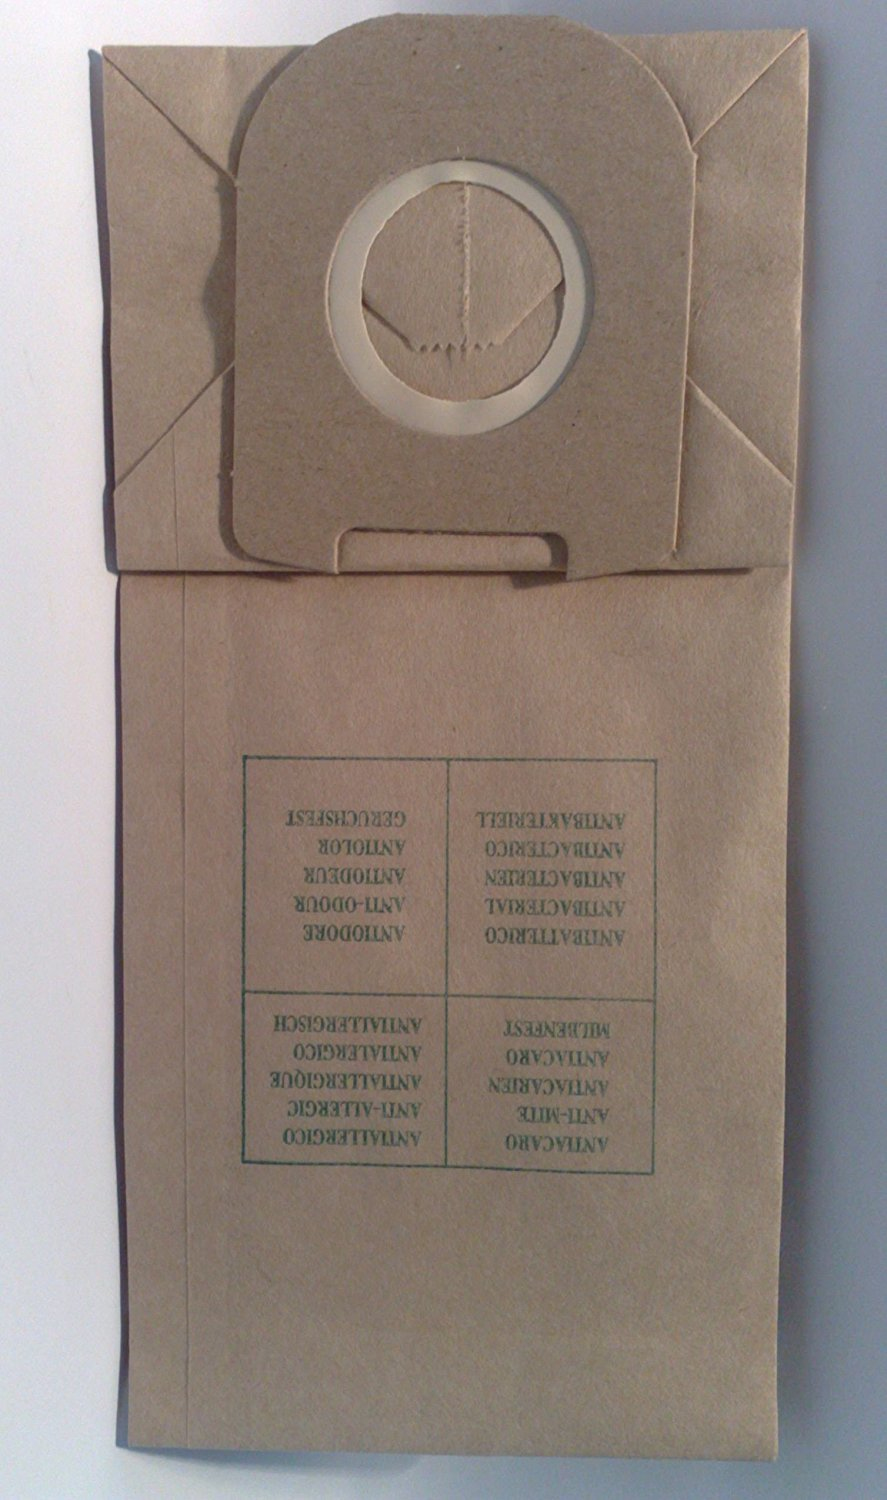 ANTIACARO
ANTI-MITE
ANTIACARIEN
ANTIACARO
MILBENFEST
ANTIALLERGICO
ANTI-ALLERGIC
ANTIALLERGIQUE
ANTIALERGICO
ANTIALLERGISCH
ANTIBATTERICO
ANTIBACTERIAL
ANTIBACTERIEN
ANTIBACTERICO
ANTIBAKTERIELL
ANTIODORE
ANTI-ODOUR
ANTIODEUR
ANTIOLOR
GERUCHSFEST